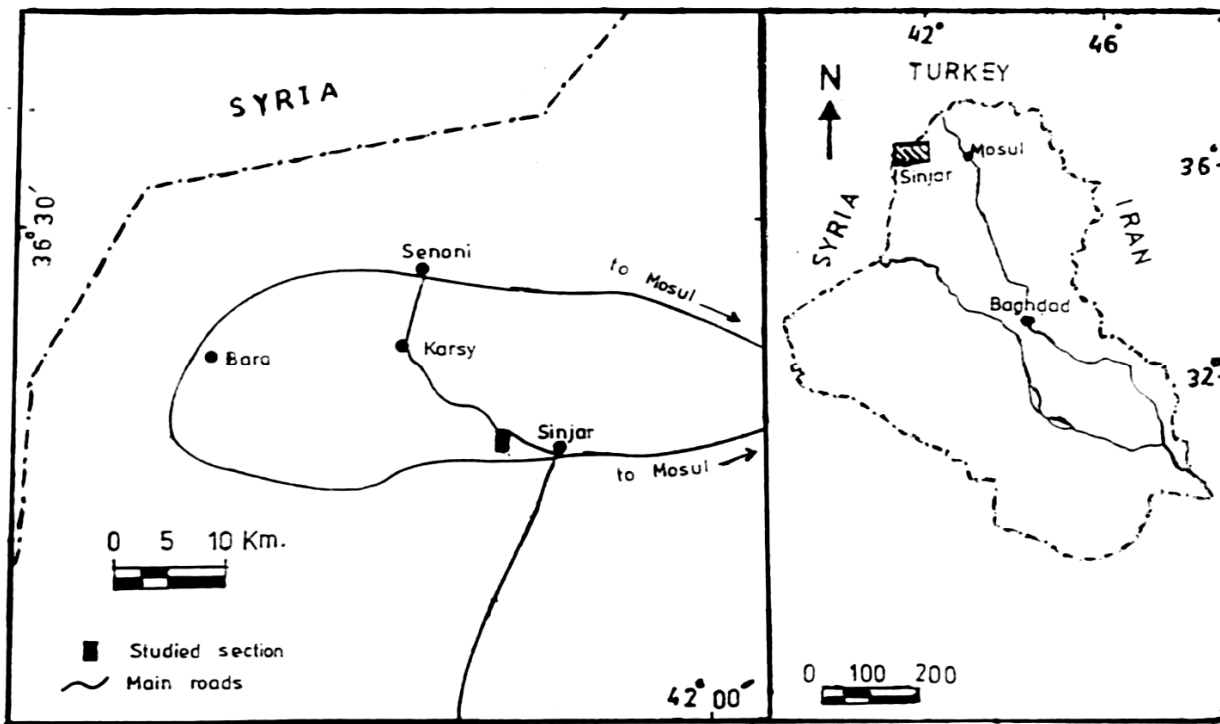 SYRIA
36° 30′
Senoni
to Mosul
Karsy
Bara
Sinjar
to Mosul
0 5 10 Km.
Studied section
Main roads
42° 00′
42° 46°
N
TURKEY
Mosul
36°
Sinjar
SYRIA
IRAN
Baghdad
32°
0 100 200